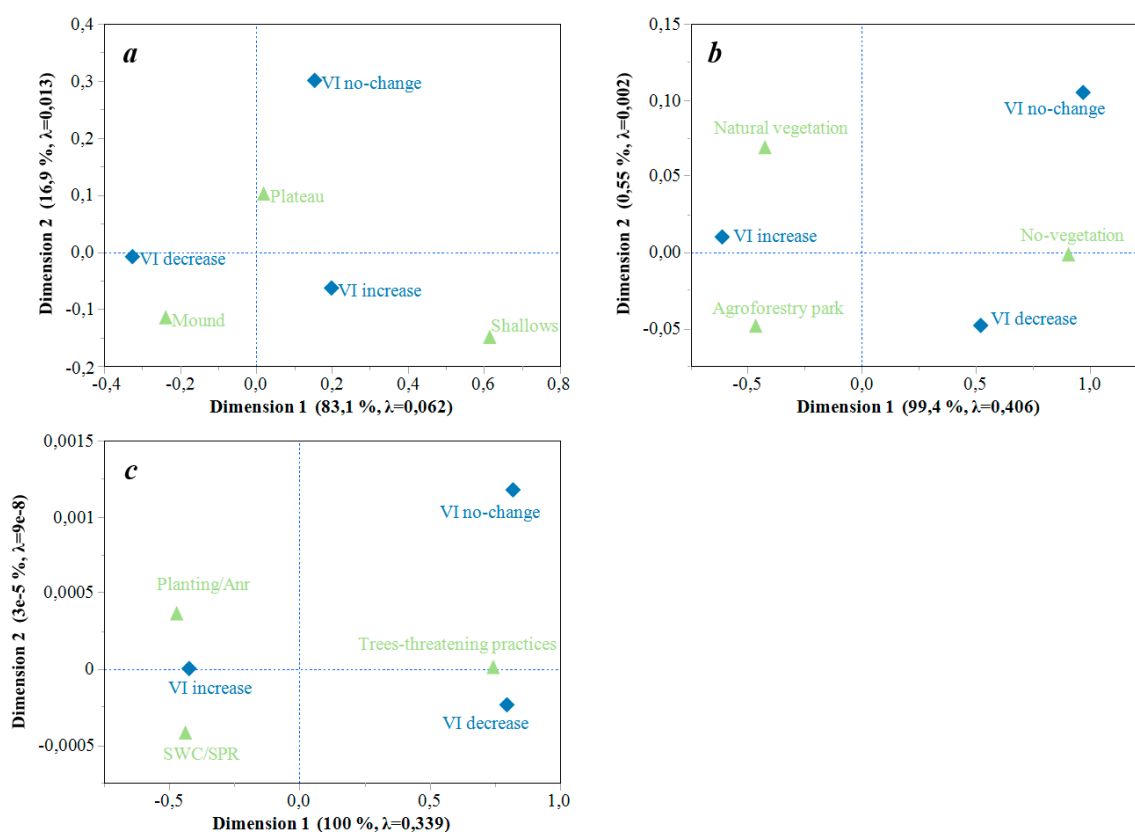 a
0,4
0,3
0,2
0,1
0,0
-0,1
-0,2
Dimension 2 (16,9 %, λ=0,013)
VI no-change
Plateau
VI decrease
VI increase
Mound
Shallows
-0,4 -0,2 0,0 0,2 0,4 0,6 0,8
Dimension 1 (83,1 %, λ=0,062)
b
0,15
0,10
0,05
0,00
-0,05
Dimension 2 (0,55 %, λ=0,002)
VI no-change
Natural vegetation
VI increase
No-vegetation
Agroforestry park
VI decrease
-0,5 0,0 0,5 1,0
Dimension 1 (99,4 %, λ=0,406)
c
0,0015
0,001
0,0005
0
-0,0005
Dimension 2 (3e-5 %, λ=9e-8)
VI no-change
Planting/Anr
Trees-threatening practices
VI increase
VI decrease
SWC/SPR
-0,5 0,0 0,5 1,0
Dimension 1 (100 %, λ=0,339)